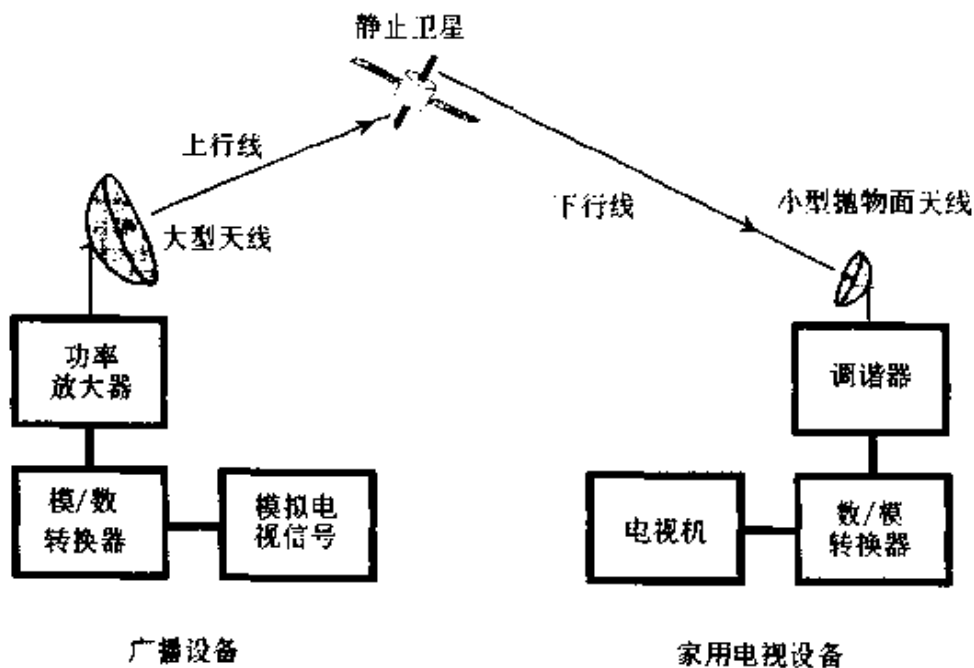 静止卫星
上行线
下行线
小型抛物面天线
大型天线
功率
放大器
调谐器
模/数
转换器
模拟电
视信号
电视机
数/模
转换器
广播设备
家用电视设备